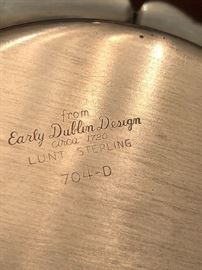 from
Early Dublin Design
circa 1720
LUNT STERLING
704-D